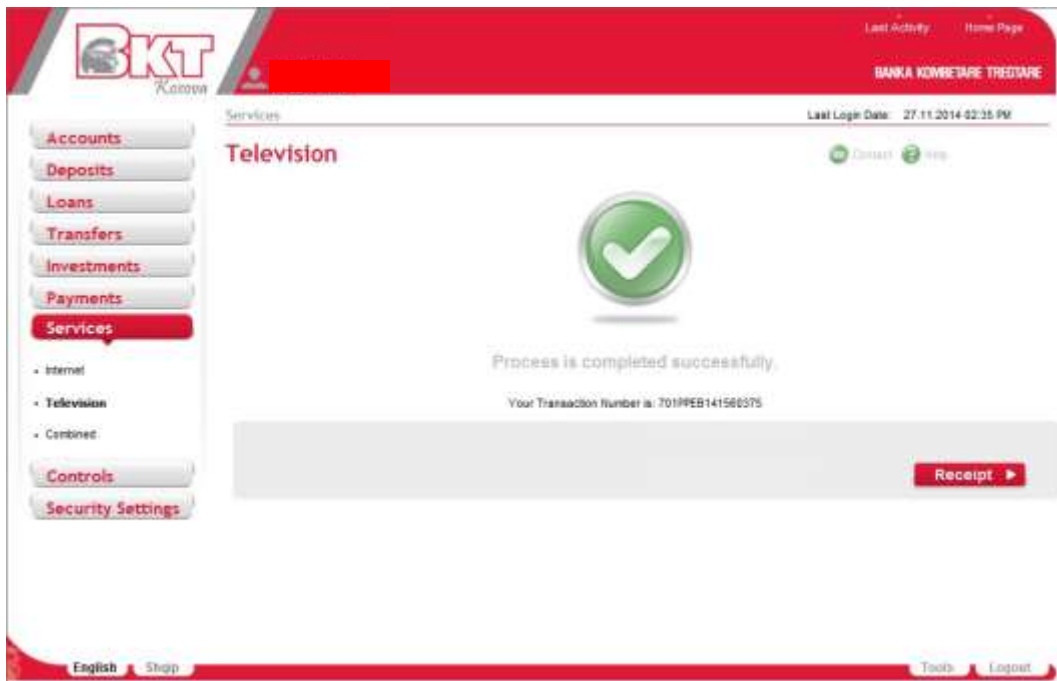 Last Activity Home Page
BKT
Kosova
BANKA KOMBETARE TREGTARE
Services
Last Login Date: 27.11.2014 02:35 PM
Television
Contact Help
Accounts
Deposits
Loans
Transfers
Investments
Payments
Services
Internet
Television
Combined
Controls
Security Settings
Process is completed successfully.
Your Transaction Number is: 701PPEB141560375
Receipt
English Shqip
Tools Logout